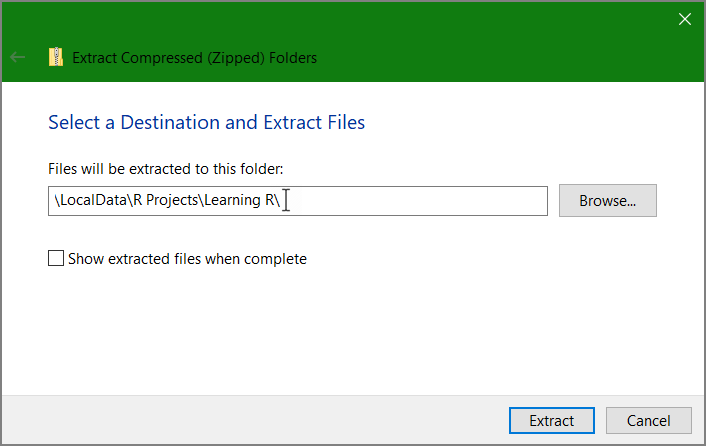 Extract Compressed (Zipped) Folders
Select a Destination and Extract Files
Files will be extracted to this folder:
\LocalData\R Projects\Learning R\
Browse...
Show extracted files when complete
Extract
Cancel